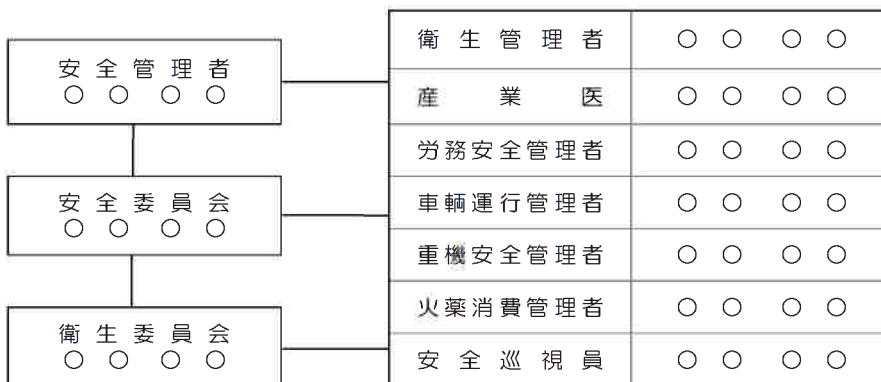 安全管理者
○○ ○○
安全委員会
○○ ○○
衛生委員会
○○ ○○
衛生管理者 ○○ ○○
産業医 ○○ ○○
労務安全管理者 ○○ ○○
車輌運行管理者 ○○ ○○
重機安全管理者 ○○ ○○
火薬消費管理者 ○○ ○○
安全巡視員 ○○ ○○